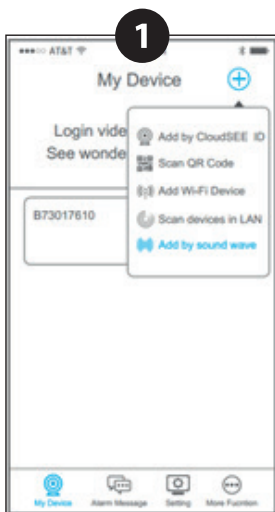 1
AT&T
My Device
Login vide
See wonde
Add by CloudSEE ID
Scan QR Code
Add Wi-Fi Device
Scan devices in LAN
Add by sound wave
B73017610
My Device Alarm Message Setting More Fucntion